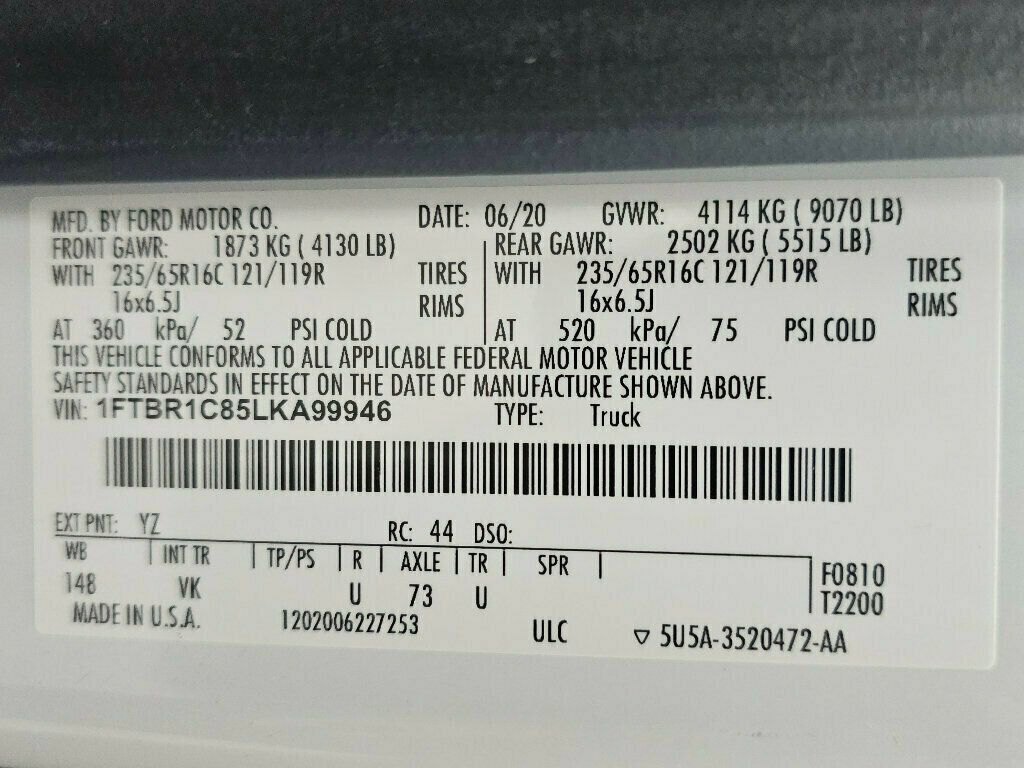 MFD. BY FORD MOTOR CO. DATE: 06/20 GVWR: 4114 KG ( 9070 LB)
FRONT GAWR: 1873 KG ( 4130 LB) REAR GAWR: 2502 KG ( 5515 LB)
WITH 235/65R16C 121/119R TIRES WITH 235/65R16C 121/119R TIRES
16x6.5J RIMS 16x6.5J RIMS
AT 360 kPa/ 52 PSI COLD AT 520 kPa/ 75 PSI COLD
THIS VEHICLE CONFORMS TO ALL APPLICABLE FEDERAL MOTOR VEHICLE
SAFETY STANDARDS IN EFFECT ON THE DATE OF MANUFACTURE SHOWN ABOVE.
VIN: 1FTBR1C85LKA99946 TYPE: Truck
EXT PNT: YZ RC: 44 DSO:
WB INT TR TP/PS R AXLE TR SPR F0810
148 VK U 73 U T2200
MADE IN U.S.A. 1202006227253 ULC ▽ 5U5A-3520472-AA